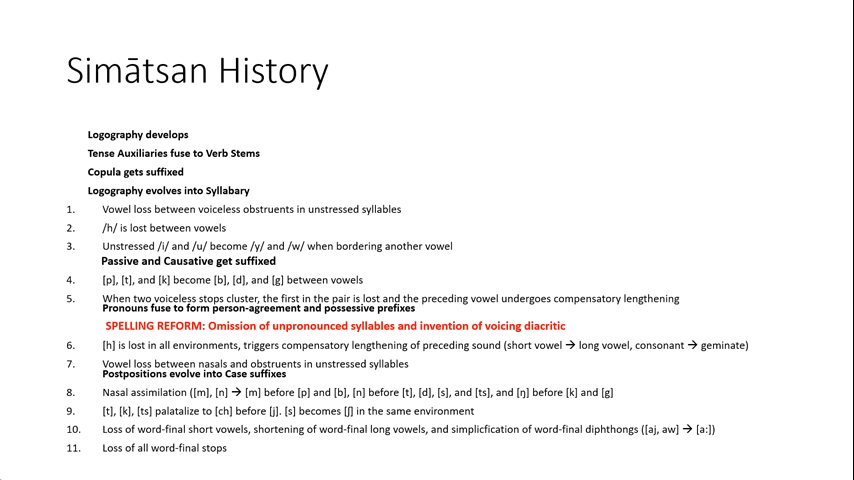 Simātsan History
Logography develops
Tense Auxiliaries fuse to Verb Stems
Copula gets suffixed
Logography evolves into Syllabary
1. Vowel loss between voiceless obstruents in unstressed syllables
2. /h/ is lost between vowels
3. Unstressed /i/ and /u/ become /y/ and /w/ when bordering another vowel
Passive and Causative get suffixed
4. [p], [t], and [k] become [b], [d], and [g] between vowels
5. When two voiceless stops cluster, the first in the pair is lost and the preceding vowel undergoes compensatory lengthening
Pronouns fuse to form person-agreement and possessive prefixes
SPELLING REFORM: Omission of unpronounced syllables and invention of voicing diacritic
6. [h] is lost in all environments, triggers compensatory lengthening of preceding sound (short vowel → long vowel, consonant → geminate)
7. Vowel loss between nasals and obstruents in unstressed syllables
Postpositions evolve into Case suffixes
8. Nasal assimilation ([m], [n] → [m] before [p] and [b], [n] before [t], [d], [s], and [ts], and [ŋ] before [k] and [g]
9. [t], [k], [ts] palatalize to [ch] before [j]. [s] becomes [ʃ] in the same environment
10. Loss of word-final short vowels, shortening of word-final long vowels, and simplicfication of word-final diphthongs ([aj, aw] → [a:])
11. Loss of all word-final stops